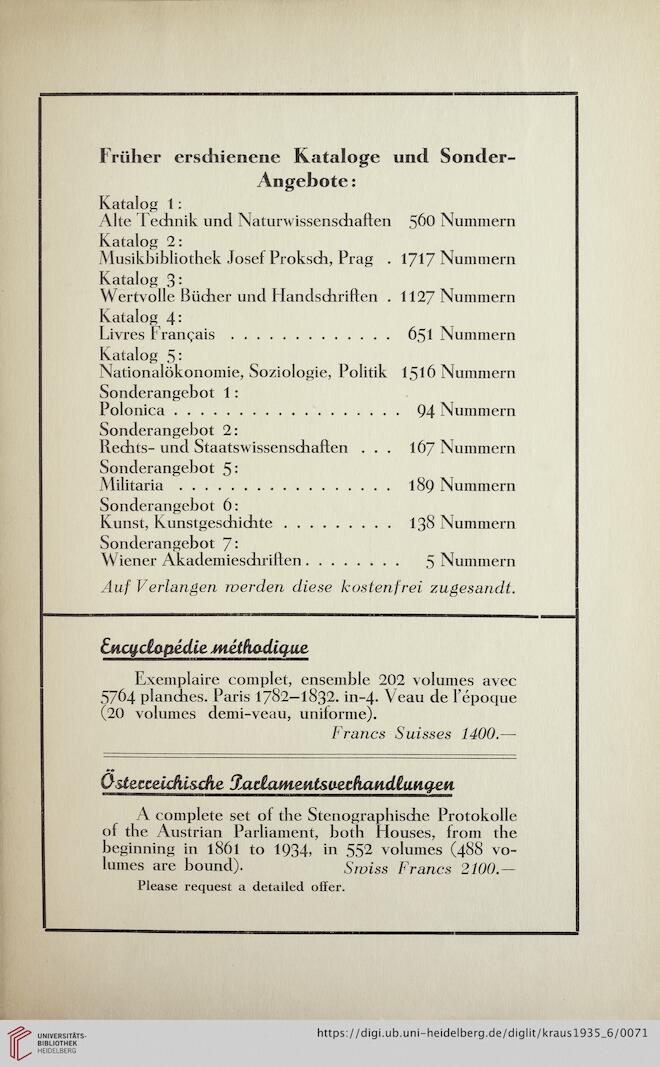 Früher erschienene Kataloge und Sonder-
Angebote:
Katalog 1:
Alte Technik und Naturwissenschaften 560 Nummern
Katalog 2:
Musikbibliothek Josef Proksch, Prag . 1717 Nummern
Katalog 3:
Wertvolle Bücher und Handschriften . 1127 Nummern
Katalog 4:
Livres Français . . . . . . . . . . . . . 651 Nummern
Katalog 5:
Nationalökonomie, Soziologie, Politik 1516 Nummern
Sonderangebot 1:
Polonica . . . . . . . . . . . . . . . . . . 94 Nummern
Sonderangebot 2:
Rechts- und Staatswissenschaften . . . 167 Nummern
Sonderangebot 5:
Militaria . . . . . . . . . . . . . . . . . 189 Nummern
Sonderangebot 6:
Kunst, Kunstgeschichte . . . . . . . . . 138 Nummern
Sonderangebot 7:
Wiener Akademieschriften . . . . . . . . 5 Nummern
Auf Verlangen werden diese kostenfrei zugesandt.
Encyclopédie méthodique
Exemplaire complet, ensemble 202 volumes avec
5764 planches. Paris 1782—1832. in-4. Veau de l'époque
(20 volumes demi-veau, uniforme).
Francs Suisses 1400.—
Österreichische Parlamentsverhandlungen
A complete set of the Stenographische Protokolle
of the Austrian Parliament, both Houses, from the
beginning in 1861 to 1934, in 552 volumes (488 vo-
lumes are bound). Swiss Francs 2100.—
Please request a detailed offer.
UNIVERSITÄTS-
BIBLIOTHEK
HEIDELBERG
https://digi.ub.uni-heidelberg.de/diglit/kraus1935_6/0071